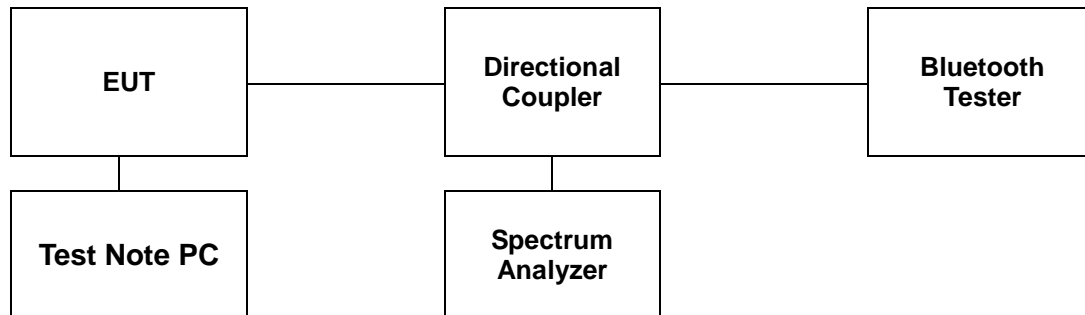 EUT
Directional
Coupler
Bluetooth
Tester
Test Note PC
Spectrum
Analyzer